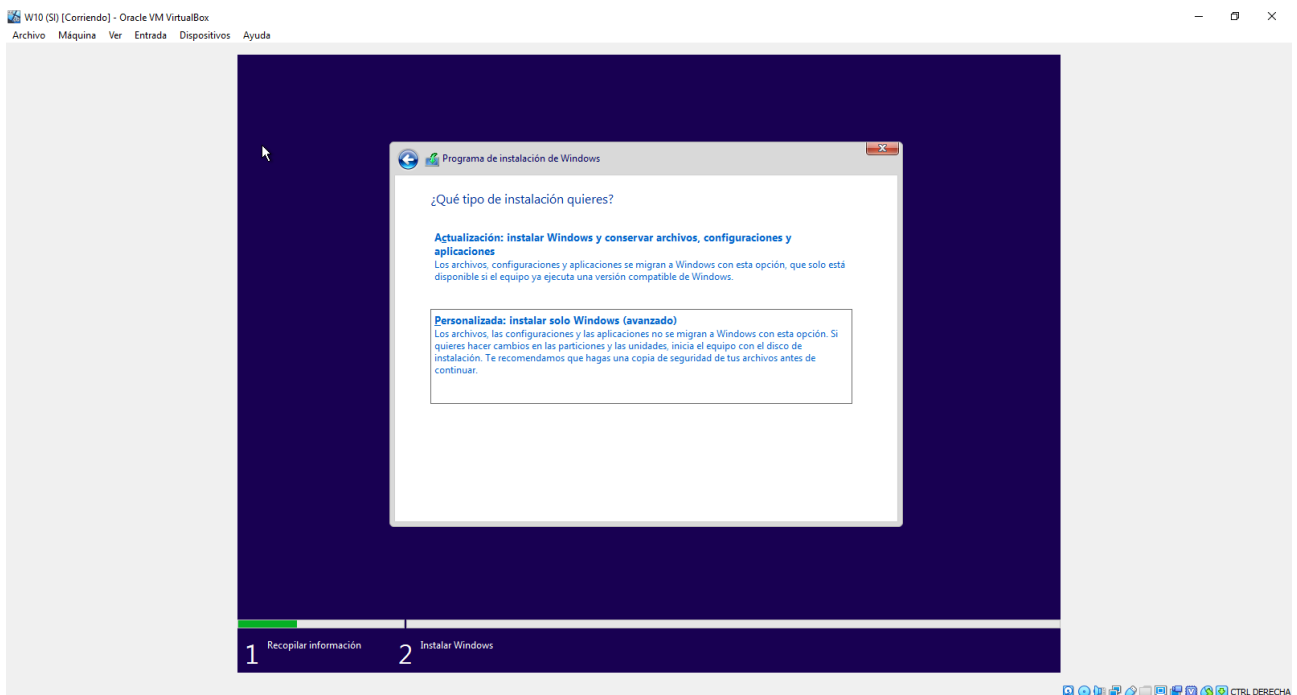 W10 (SI) [Corriendo] - Oracle VM VirtualBox
Archivo Máquina Ver Entrada Dispositivos Ayuda
Programa de instalación de Windows
¿Qué tipo de instalación quieres?
Actualización: instalar Windows y conservar archivos, configuraciones y
aplicaciones
Los archivos, configuraciones y aplicaciones se migran a Windows con esta opción, que solo está
disponible si el equipo ya ejecuta una versión compatible de Windows.
Personalizada: instalar solo Windows (avanzado)
Los archivos, las configuraciones y las aplicaciones no se migran a Windows con esta opción. Si
quieres hacer cambios en las particiones y las unidades, inicia el equipo con el disco de
instalación. Te recomendamos que hagas una copia de seguridad de tus archivos antes de
continuar.
1 Recopilar información 2 Instalar Windows
CTRL DERECHA